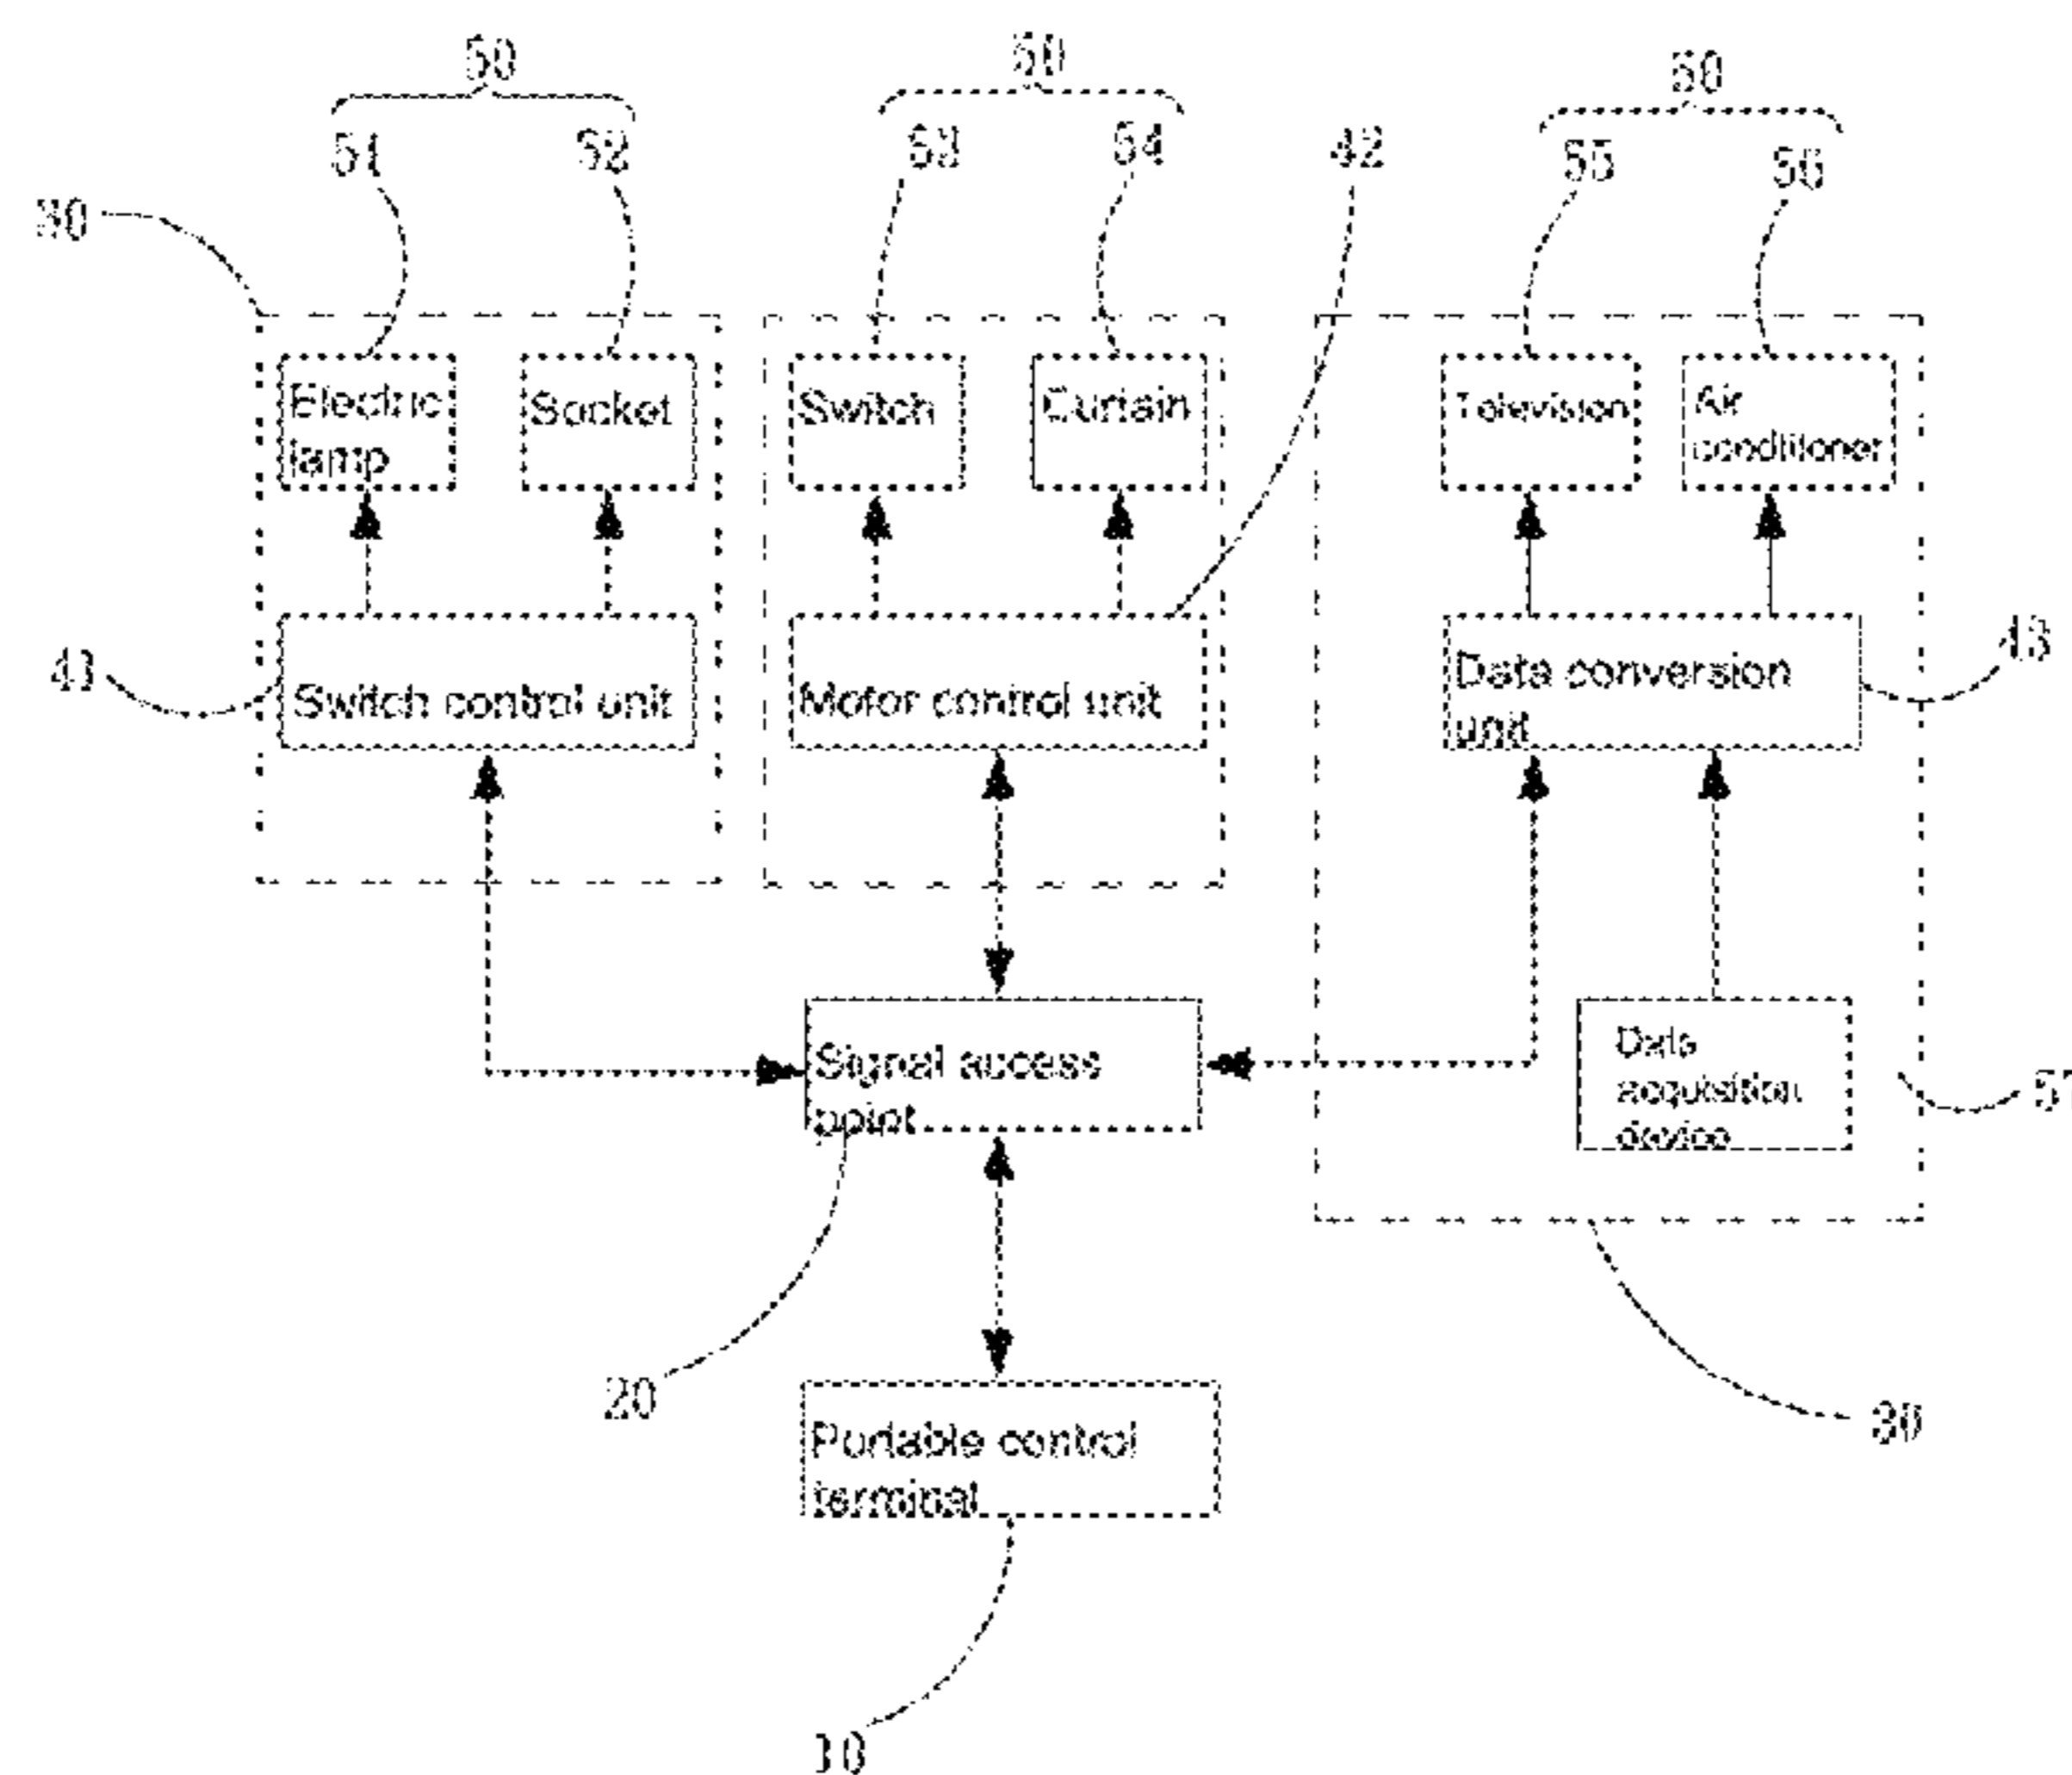 50
50
50
51
52
53
54
42
55
56
30
Electric
lamp
Socket
Switch
Curtain
Television
Air
conditioner
Switch control unit
Motor control unit
Data conversion
unit
43
Signal access
point
Data
acquisition
device
57
20
30
Portable control
terminal
10